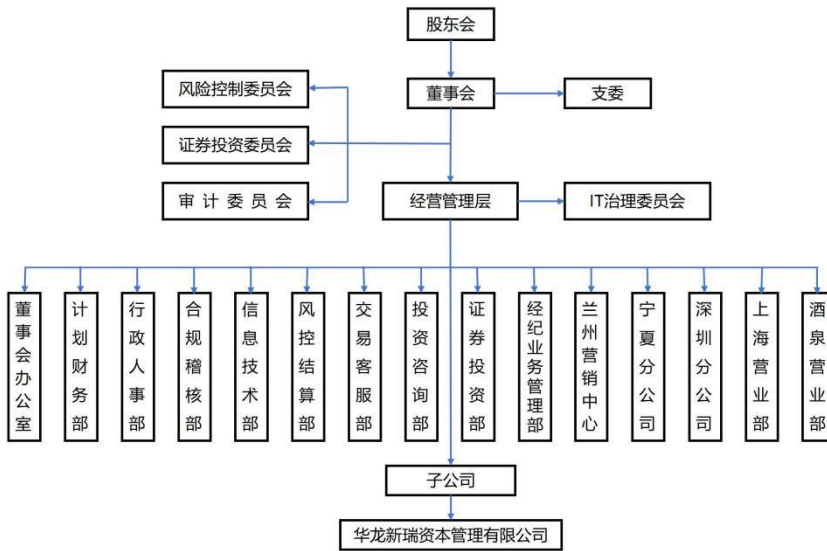 股东会
风险控制委员会
董事会
支委
证券投资委员会
审计委员会
经营管理层
IT治理委员会
董事会办公室
计划财务部
行政人事部
合规稽核部
信息技术部
风控结算部
交易客服部
投资咨询部
证券投资部
经纪业务管理部
兰州营销中心
宁夏分公司
深圳分公司
上海营业部
酒泉营业部
子公司
华龙新瑞资本管理有限公司